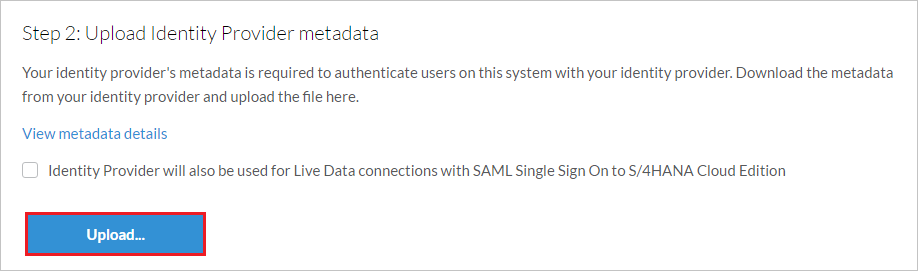 Step 2: Upload Identity Provider metadata
Your identity provider's metadata is required to authenticate users on this system with your identity provider. Download the metadata
from your identity provider and upload the file here.
View metadata details
Identity Provider will also be used for Live Data connections with SAML Single Sign On to S/4HANA Cloud Edition
Upload...